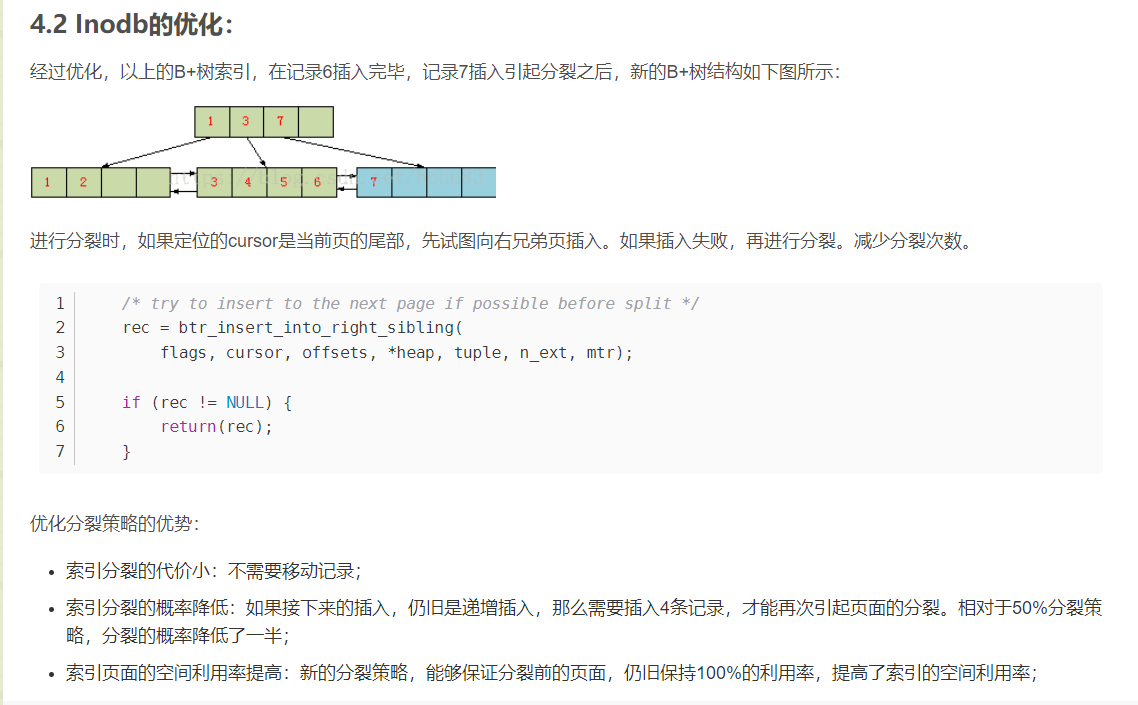 4.2 Inodb的优化：
经过优化，以上的B+树索引，在记录6插入完毕，记录7插入引起分裂之后，新的B+树结构如下图所示：
1 3 7
1 2 3 4 5 6 7
进行分裂时，如果定位的cursor是当前页的尾部，先试图向右兄弟页插入。如果插入失败，再进行分裂。减少分裂次数。
1 /* try to insert to the next page if possible before split */
2 rec = btr_insert_into_right_sibling(
3 flags, cursor, offsets, *heap, tuple, n_ext, mtr);
4
5 if (rec != NULL) {
6 return(rec);
7 }
优化分裂策略的优势：
• 索引分裂的代价小：不需要移动记录；
• 索引分裂的概率降低：如果接下来的插入，仍旧是递增插入，那么需要插入4条记录，才能再次引起页面的分裂。相对于50%分裂策
略，分裂的概率降低了一半；
• 索引页面的空间利用率提高：新的分裂策略，能够保证分裂前的页面，仍旧保持100%的利用率，提高了索引的空间利用率；